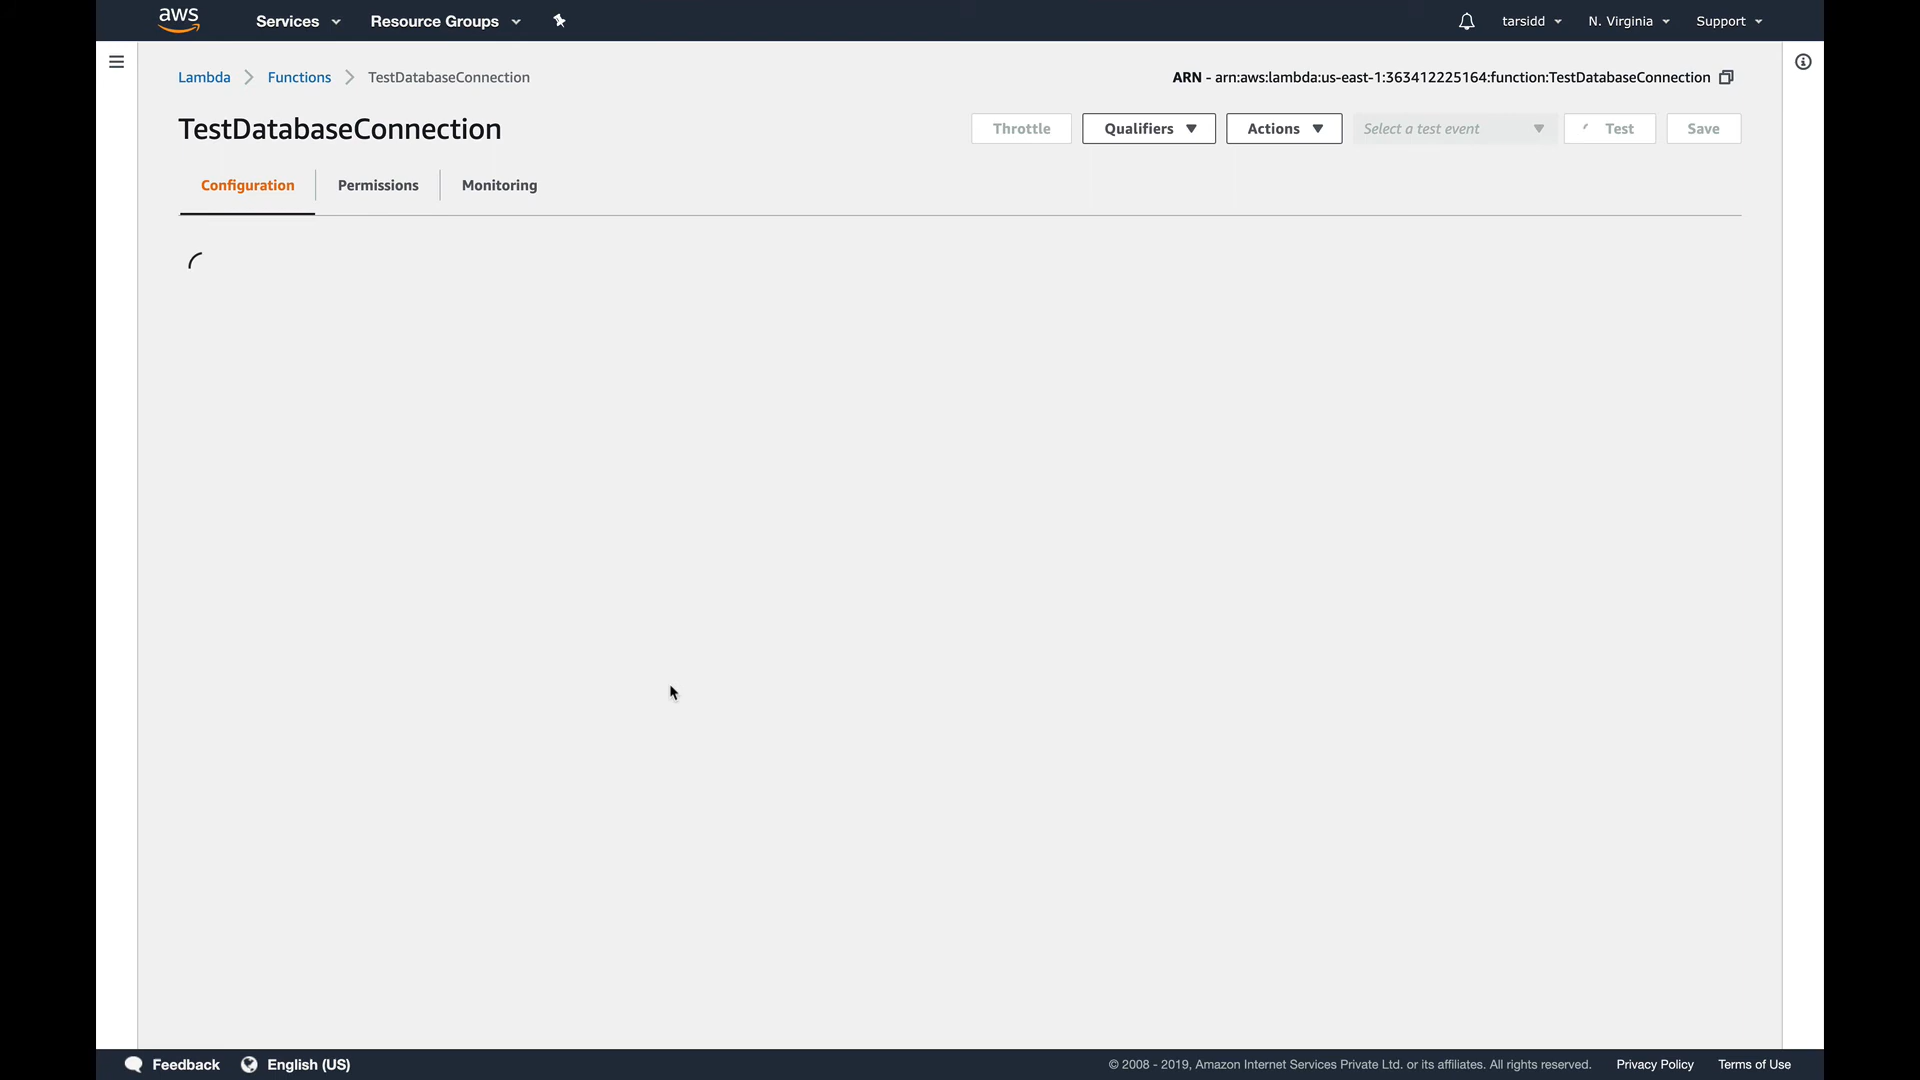 aws
Services
Resource Groups
tarsidd
N. Virginia
Support
Lambda
Functions
TestDatabaseConnection
ARN - arn:aws:lambda:us-east-1:363412225164:function:TestDatabaseConnection
TestDatabaseConnection
Throttle
Qualifiers
Actions
Select a test event
Test
Save
Configuration
Permissions
Monitoring
Feedback
English (US)
© 2008 - 2019, Amazon Internet Services Private Ltd. or its affiliates. All rights reserved.
Privacy Policy
Terms of Use